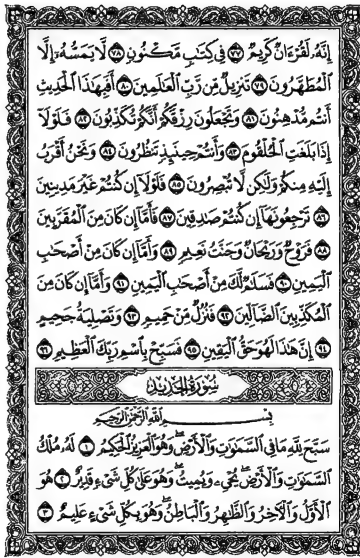 إِنَّهُۥ لَقُرْءَانٌ كَرِيمٌ ٧٧ فِى كِتَٰبٍ مَّكْنُونٍ ٧٨ لَّا يَمَسُّهُۥٓ إِلَّا
ٱلْمُطَهَّرُونَ ٧٩ تَنزِيلٌ مِّن رَّبِّ ٱلْعَٰلَمِينَ ٨٠ أَفَبِهَٰذَا ٱلْحَدِيثِ
أَنتُم مُّدْهِنُونَ ٨١ وَتَجْعَلُونَ رِزْقَكُمْ أَنَّكُمْ تُكَذِّبُونَ ٨٢ فَلَوْلَآ
إِذَا بَلَغَتِ ٱلْحُلْقُومَ ٨٣ وَأَنتُمْ حِينَئِذٍ تَنظُرُونَ ٨٤ وَنَحْنُ أَقْرَبُ
إِلَيْهِ مِنكُمْ وَلَٰكِن لَّا تُبْصِرُونَ ٨٥ فَلَوْلَآ إِن كُنتُمْ غَيْرَ مَدِينِينَ
٨٦ تَرْجِعُونَهَآ إِن كُنتُمْ صَٰدِقِينَ ٨٧ فَأَمَّآ إِن كَانَ مِنَ ٱلْمُقَرَّبِينَ
٨٨ فَرَوْحٌ وَرَيْحَانٌ وَجَنَّتُ نَعِيمٍ ٨٩ وَأَمَّآ إِن كَانَ مِنْ أَصْحَٰبِ
ٱلْيَمِينِ ٩٠ فَسَلَٰمٌ لَّكَ مِنْ أَصْحَٰبِ ٱلْيَمِينِ ٩١ وَأَمَّآ إِن كَانَ مِنَ
ٱلْمُكَذِّبِينَ ٱلضَّآلِّينَ ٩٢ فَنُزُلٌ مِّنْ حَمِيمٍ ٩٣ وَتَصْلِيَةُ جَحِيمٍ
٩٤ إِنَّ هَٰذَا لَهُوَ حَقُّ ٱلْيَقِينِ ٩٥ فَسَبِّحْ بِٱسْمِ رَبِّكَ ٱلْعَظِيمِ ٩٦
سُورَةُ الْحَدِيدِ
بِسْمِ ٱللَّهِ ٱلرَّحْمَٰنِ ٱلرَّحِيمِ
سَبَّحَ لِلَّهِ مَا فِى ٱلسَّمَٰوَٰتِ وَٱلْأَرْضِ ۖ وَهُوَ ٱلْعَزِيزُ ٱلْحَكِيمُ ١ لَهُۥ مُلْكُ
ٱلسَّمَٰوَٰتِ وَٱلْأَرْضِ ۖ يُحْىِۦ وَيُمِيتُ ۖ وَهُوَ عَلَىٰ كُلِّ شَىْءٍ قَدِيرٌ ٢ هُوَ
ٱلْأَوَّلُ وَٱلْءَاخِرُ وَٱلظَّٰهِرُ وَٱلْبَاطِنُ ۖ وَهُوَ بِكُلِّ شَىْءٍ عَلِيمٌ ٣